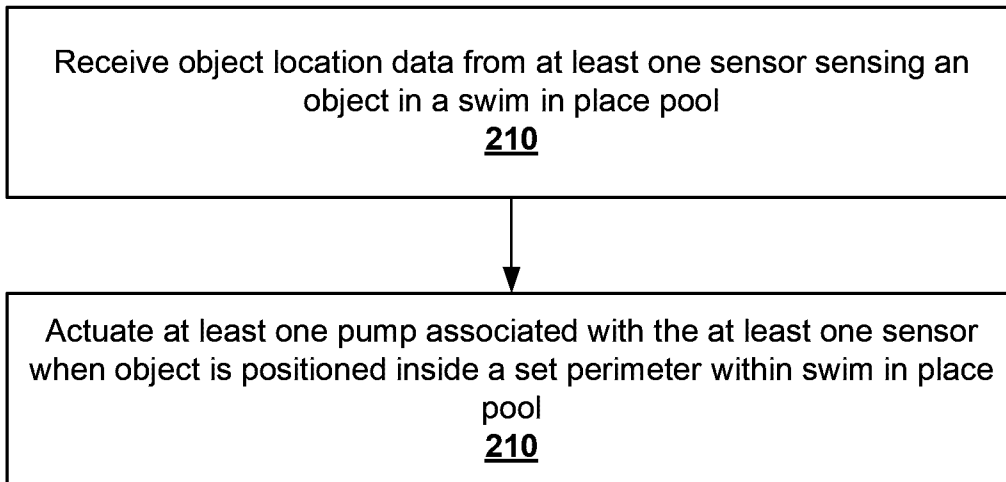 Receive object location data from at least one sensor sensing an
object in a swim in place pool
210
Actuate at least one pump associated with the at least one sensor
when object is positioned inside a set perimeter within swim in place
pool
210